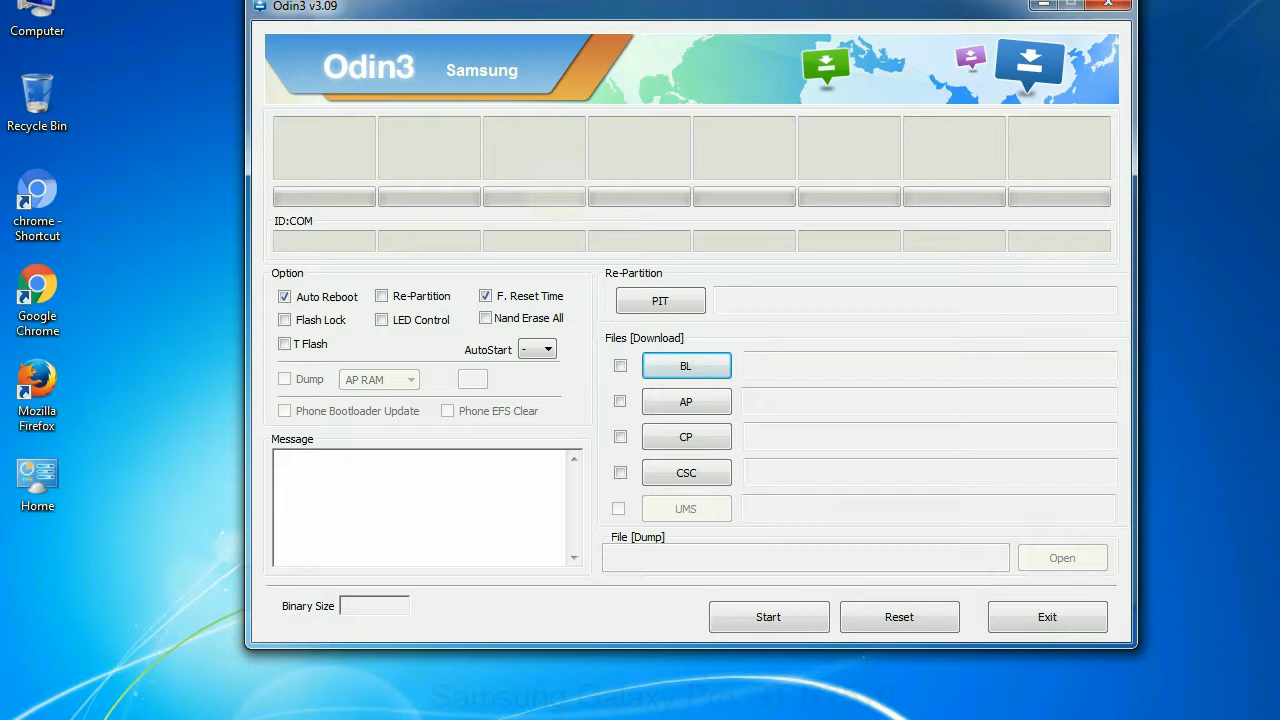 Computer
Recycle Bin
chrome -
Shortcut
Google
Chrome
Mozilla
Firefox
Home
Odin3 v3.09
Odin3 Samsung
ID:COM
Option
Auto Reboot
Re-Partition
F. Reset Time
Flash Lock
LED Control
Nand Erase All
T Flash
AutoStart -
Dump
AP RAM
Phone Bootloader Update
Phone EFS Clear
Message
Re-Partition
PIT
Files [Download]
BL
AP
CP
CSC
UMS
File [Dump]
Open
Binary Size
Start
Reset
Exit
Samsung Galaxy